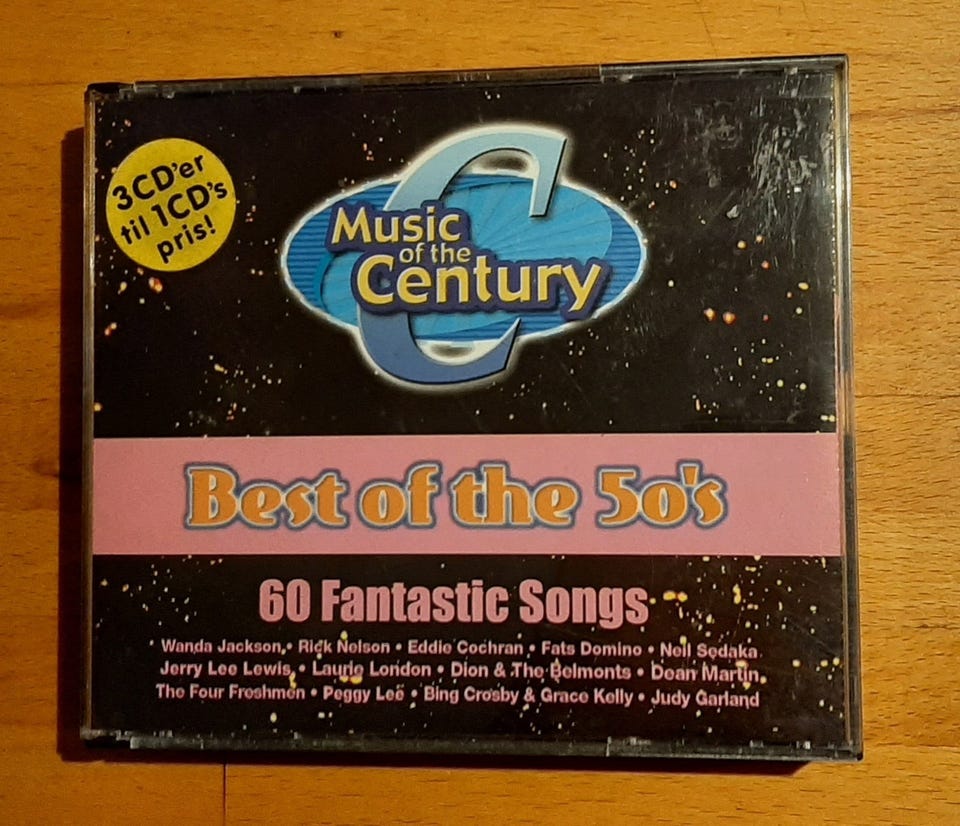 3CD'er
til 1CD's
pris!
C
Music
of the
Century
Best of the 50's
60 Fantastic Songs
Wanda Jackson • Rick Nelson • Eddie Cochran • Fats Domino • Neil Sedaka
Jerry Lee Lewis • Laurie London • Dion & The Belmonts • Dean Martin
The Four Freshmen • Peggy Lee • Bing Crosby & Grace Kelly • Judy Garland